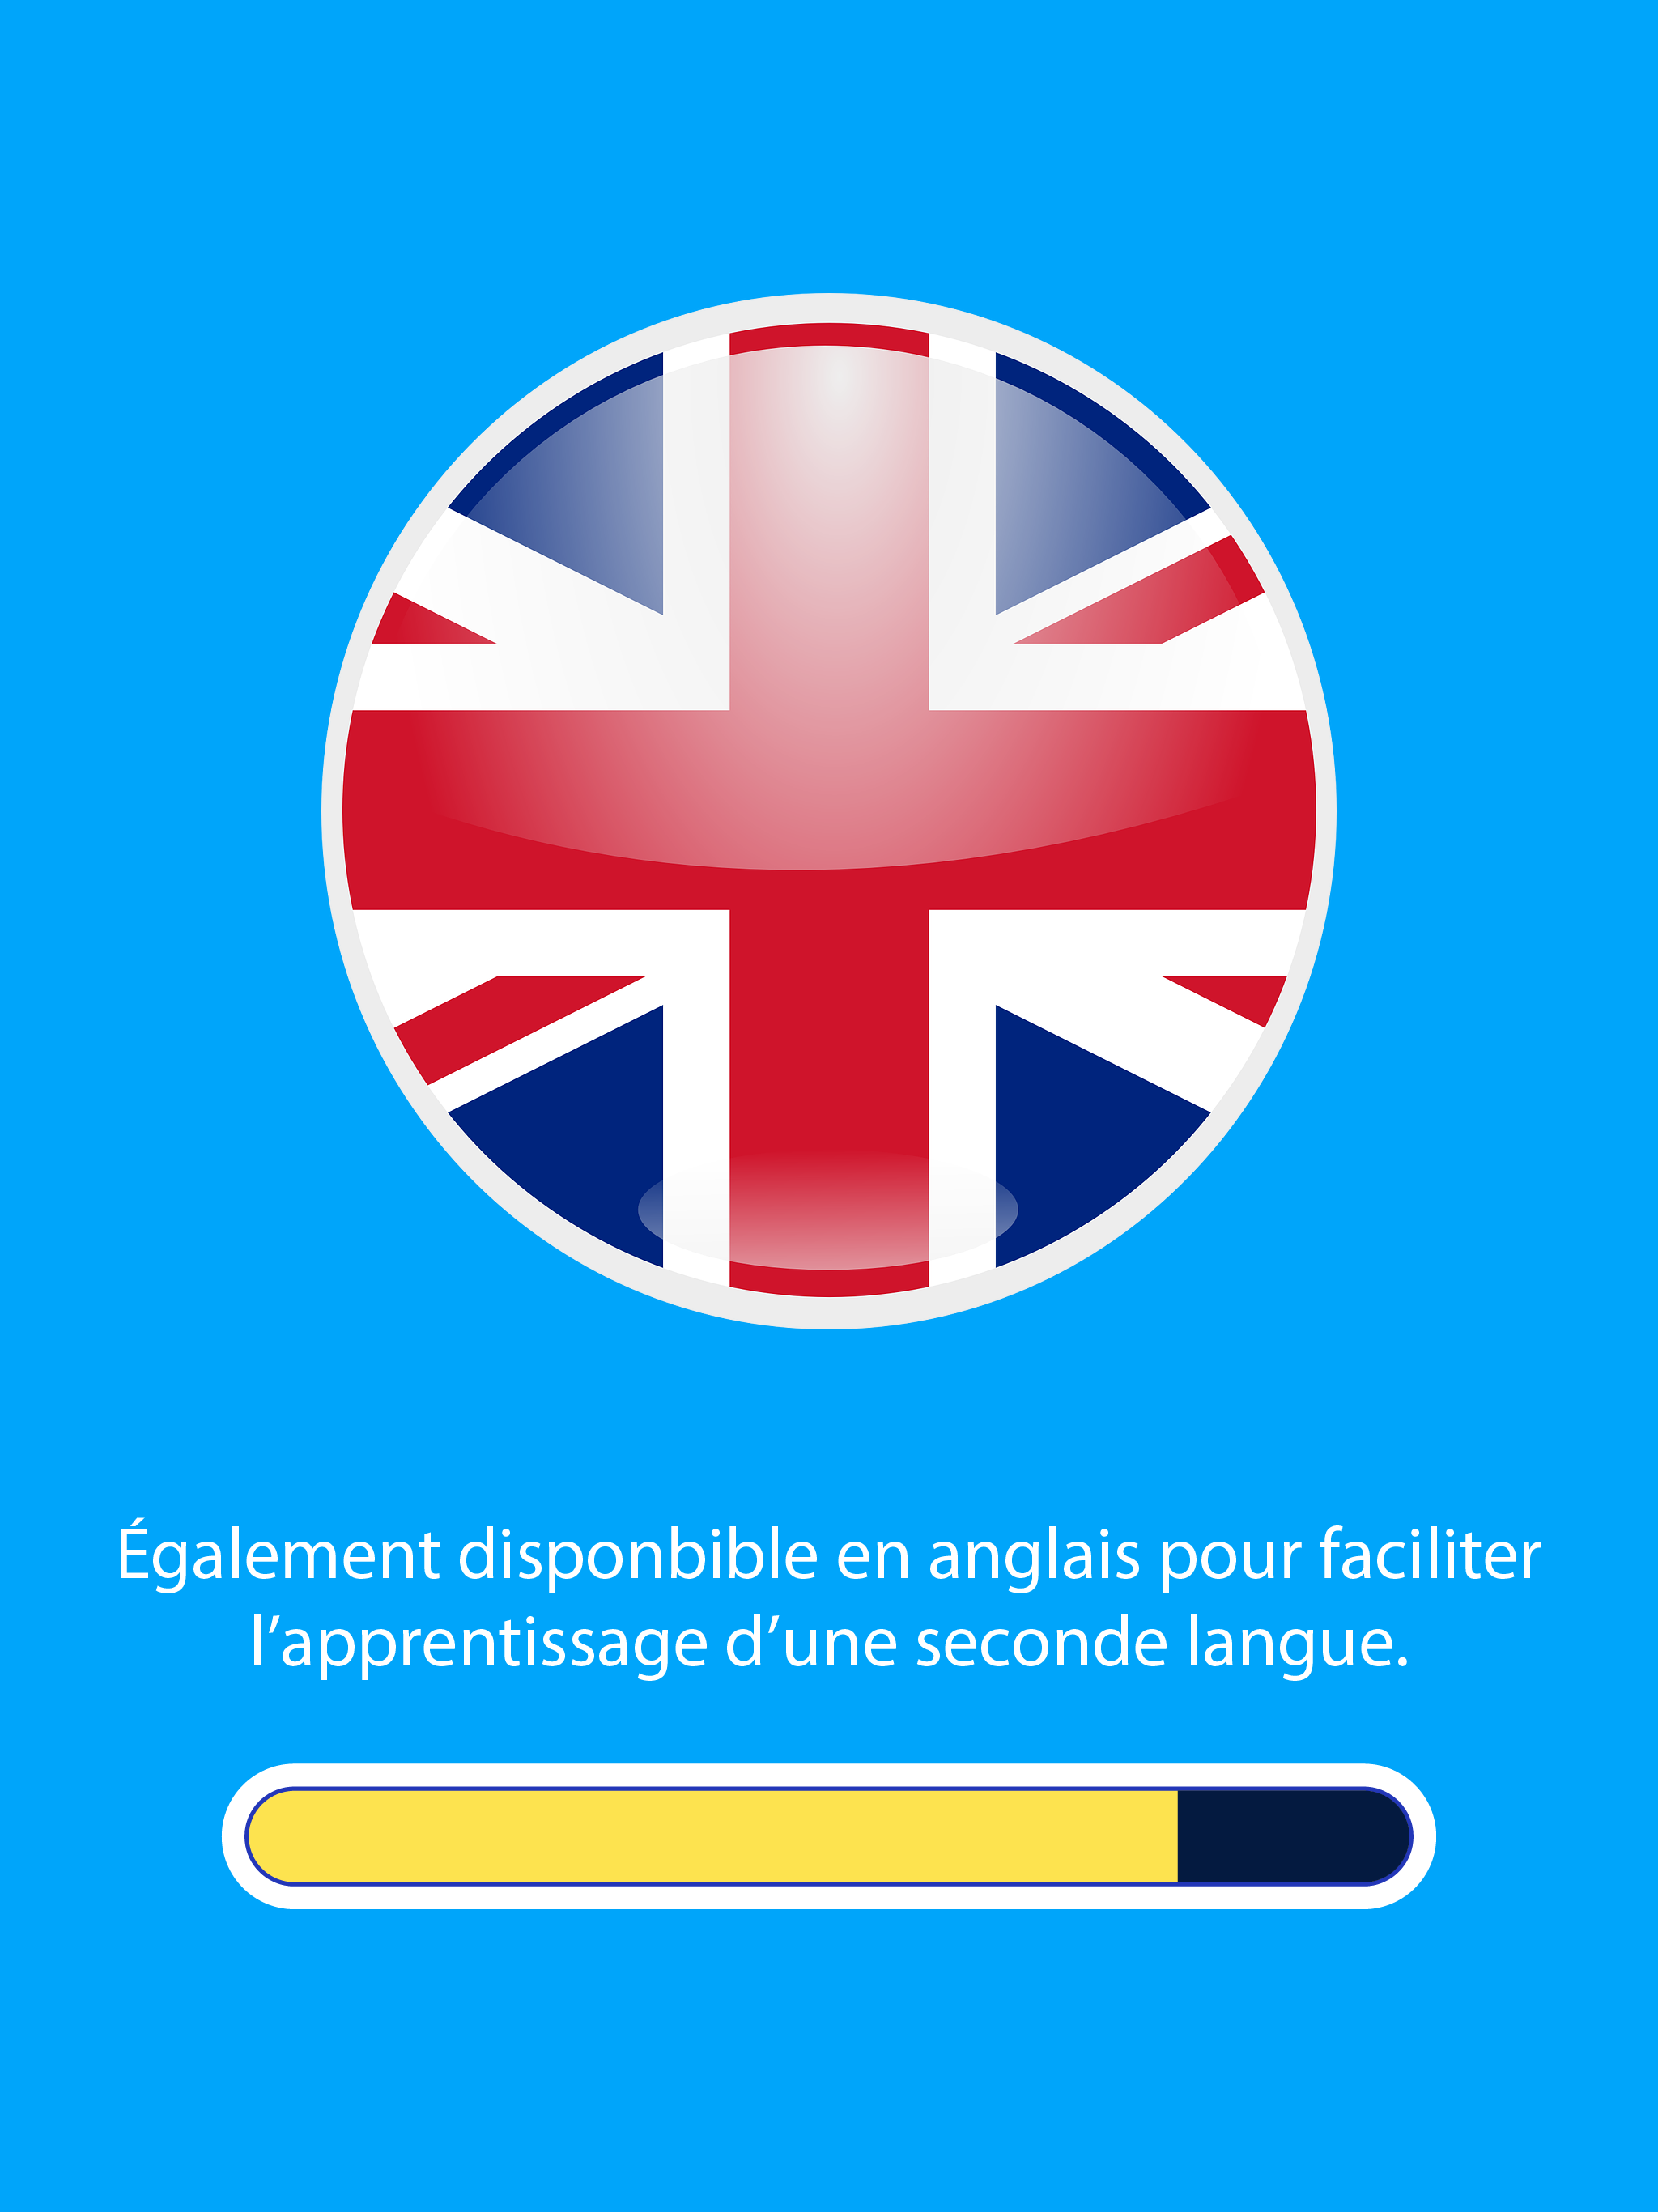 Également disponbible en anglais pour faciliter
l’apprentissage d’une seconde langue.